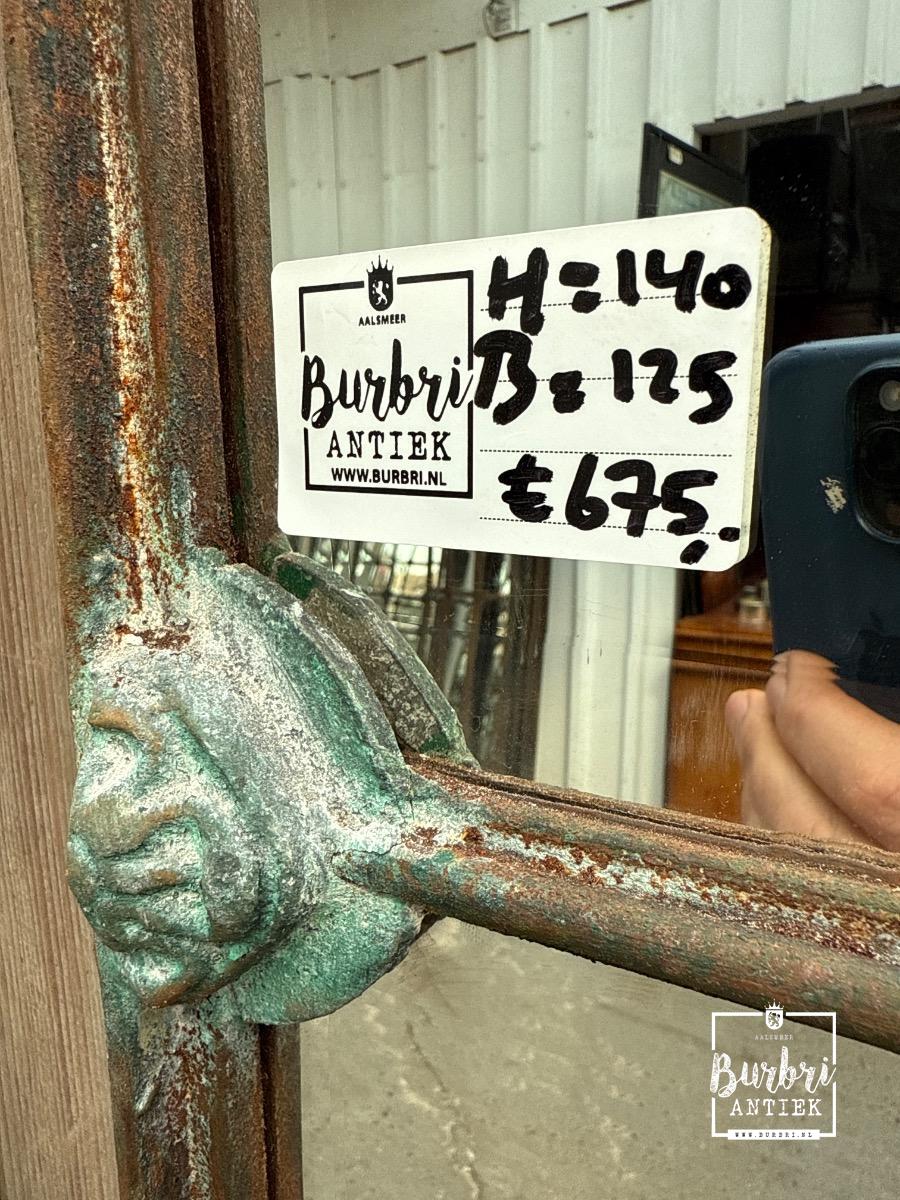 AALSMEER
Burbri
ANTIEK
WWW.BURBRI.NL
H=140
B=125
€675,-
AALSMEER
Burbri
ANTIEK
WWW.BURBRI.NL